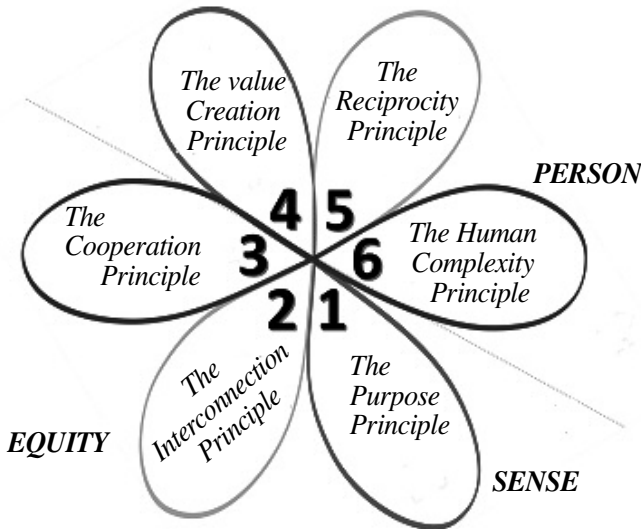 The value
Creation
Principle
The
Reciprocity
Principle
PERSON
The
Cooperation
Principle
4
5
3
6
2
1
The Human
Complexity
Principle
The
Interconnection
Principle
The
Purpose
Principle
EQUITY
SENSE